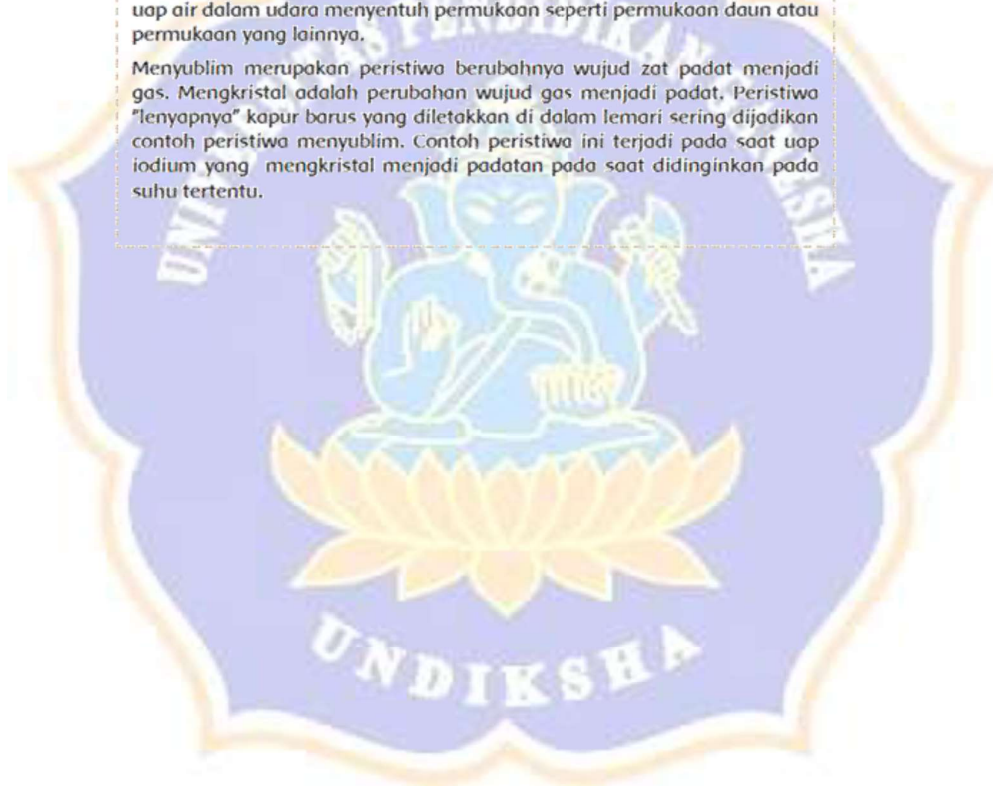 uap air dalam udara menyentuh permukaan seperti permukaan daun atau
permukaan yang lainnya.
Menyublim merupakan peristiwa berubahnya wujud zat padat menjadi
gas. Mengkristal adalah perubahan wujud gas menjadi padat. Peristiwa
"lenyapnya" kapur barus yang diletakkan di dalam lemari sering dijadikan
contoh peristiwa menyublim. Contoh peristiwa ini terjadi pada saat uap
iodium yang mengkristal menjadi padatan pada saat didinginkan pada
suhu tertentu.
UNDIKSHA